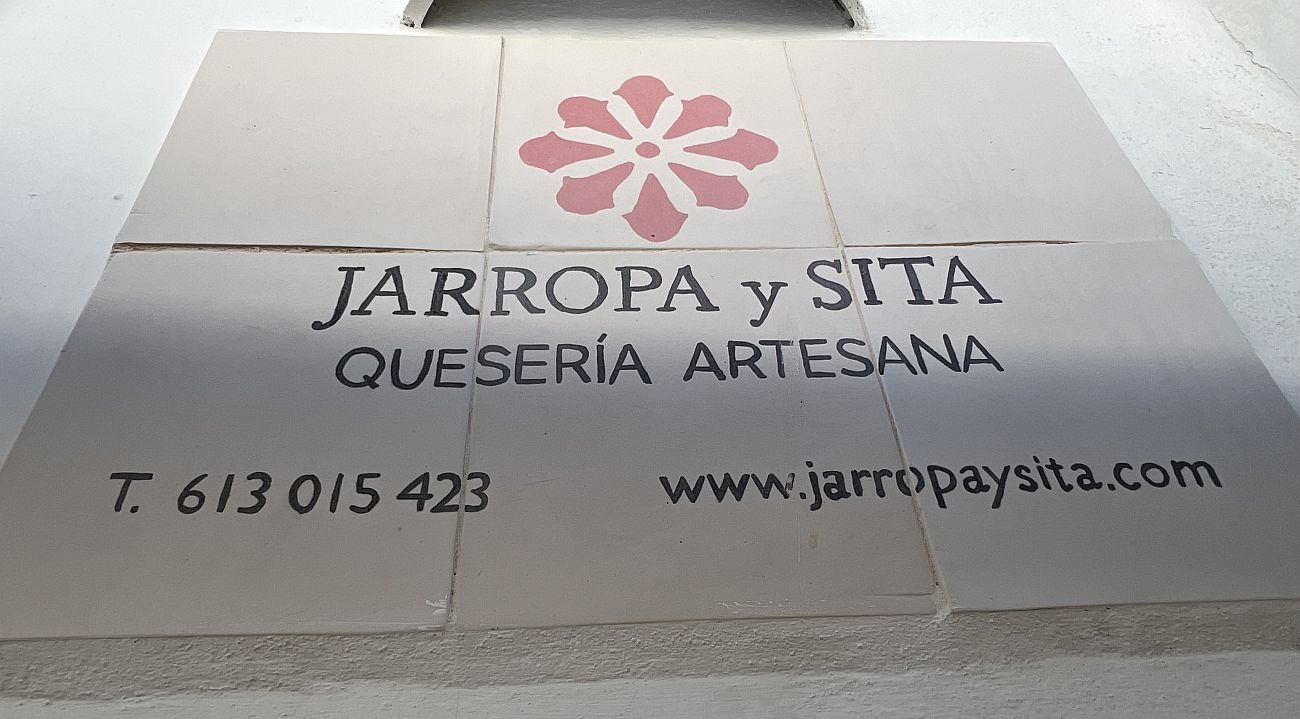 JARROPA y SITA
QUESERÍA ARTESANA
T. 613 015 423 www.jarropaysita.com